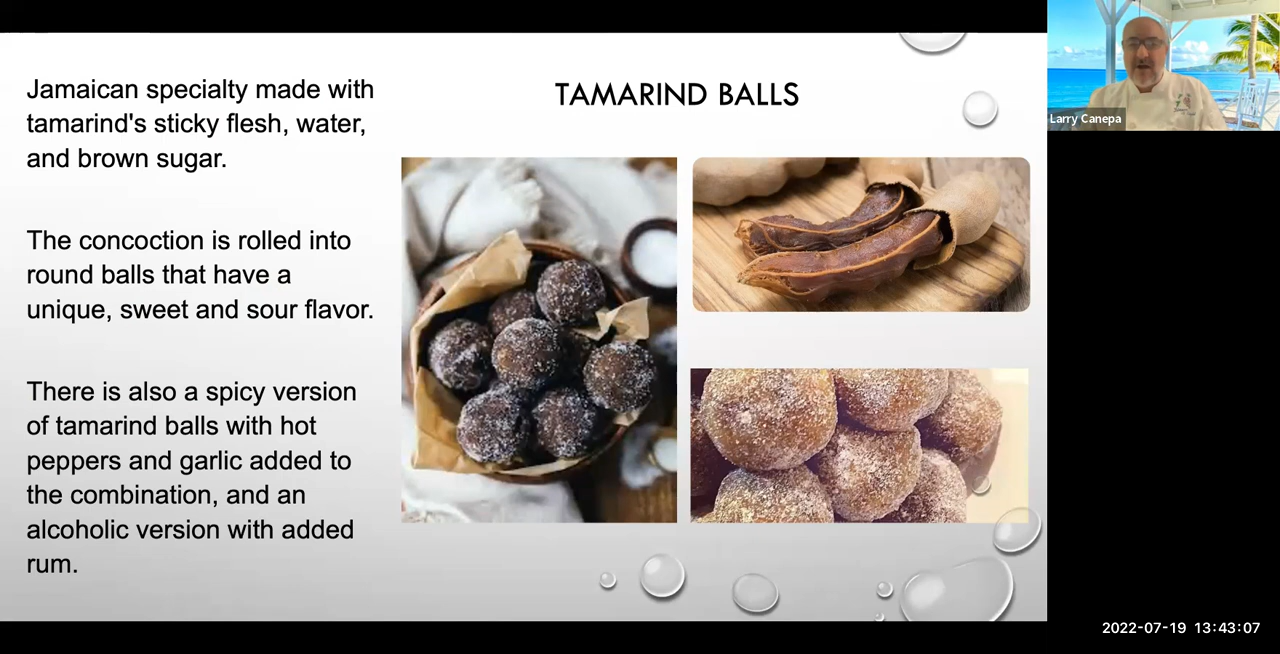 Jamaican specialty made with
tamarind's sticky flesh, water,
and brown sugar.
The concoction is rolled into
round balls that have a
unique, sweet and sour flavor.
There is also a spicy version
of tamarind balls with hot
peppers and garlic added to
the combination, and an
alcoholic version with added
rum.
TAMARIND BALLS
Larry Canepa
2022-07-19 13:43:07